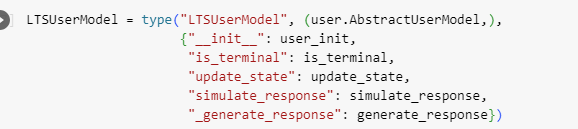 LTSUserModel = type("LTSUserModel", (user.AbstractUserModel,),
{"__init__": user_init,
"is_terminal": is_terminal,
"update_state": update_state,
"simulate_response": simulate_response,
"_generate_response": generate_response})